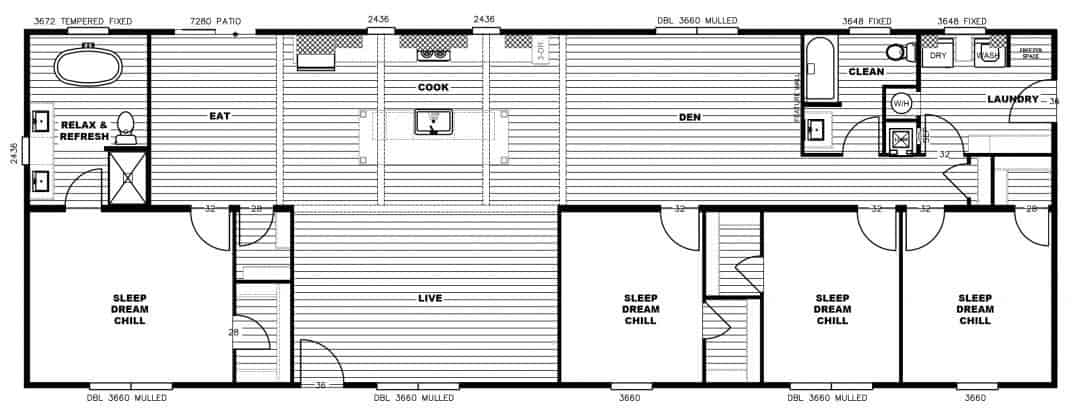 3672 TEMPERED FIXED
7280 PATIO
2436
2436
DBL 3660 MULLED
3648 FIXED
3648 FIXED
3-DR
DRY
WASH
FREEZER
SPACE
COOK
CLEAN
FEATURE WALL
W/H
LAUNDRY
36
EAT
DEN
RELAX &
REFRESH
2436
REF
32
32
28
32
32
32
28
SLEEP
DREAM
CHILL
LIVE
SLEEP
DREAM
CHILL
SLEEP
DREAM
CHILL
SLEEP
DREAM
CHILL
28
36
DBL 3660 MULLED
DBL 3660 MULLED
3660
DBL 3660 MULLED
3660